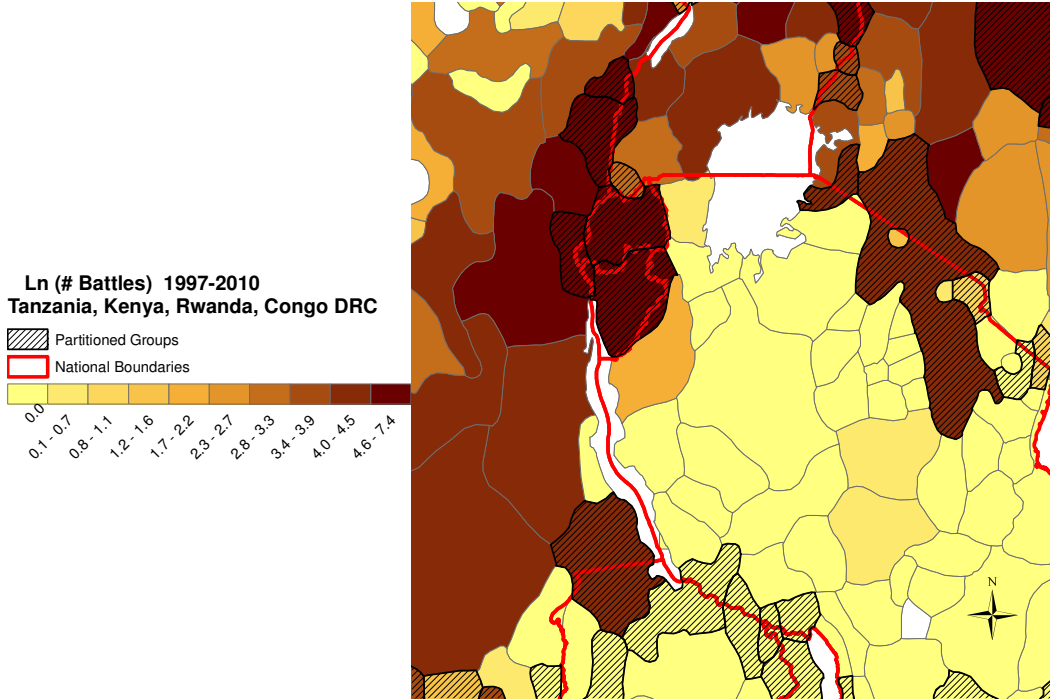 Ln (# Battles) 1997-2010
Tanzania, Kenya, Rwanda, Congo DRC
Partitioned Groups
National Boundaries
0.0
0.1 - 0.7
0.8 - 1.1
1.2 - 1.6
1.7 - 2.2
2.3 - 2.7
2.8 - 3.3
3.4 - 3.9
4.0 - 4.5
4.6 - 7.4
N